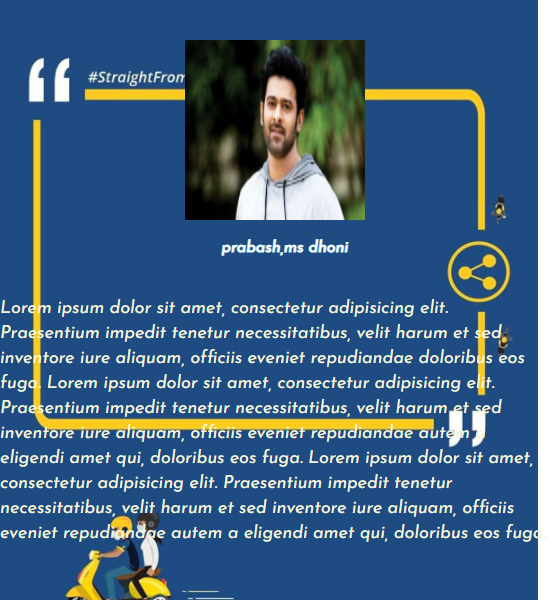 #StraightFrom
prabash,ms dhoni
Lorem ipsum dolor sit amet, consectetur adipisicing elit.
Praesentium impedit tenetur necessitatibus, velit harum et sed
inventore iure aliquam, officiis eveniet repudiandae doloribus eos
fuga. Lorem ipsum dolor sit amet, consectetur adipisicing elit.
Praesentium impedit tenetur necessitatibus, velit harum et sed
inventore iure aliquam, officiis eveniet repudiandae autem
eligendi amet qui, doloribus eos fuga. Lorem ipsum dolor sit amet,
consectetur adipisicing elit. Praesentium impedit tenetur
necessitatibus, velit harum et sed inventore iure aliquam, officiis
eveniet repudiandae autem a eligendi amet qui, doloribus eos fuga